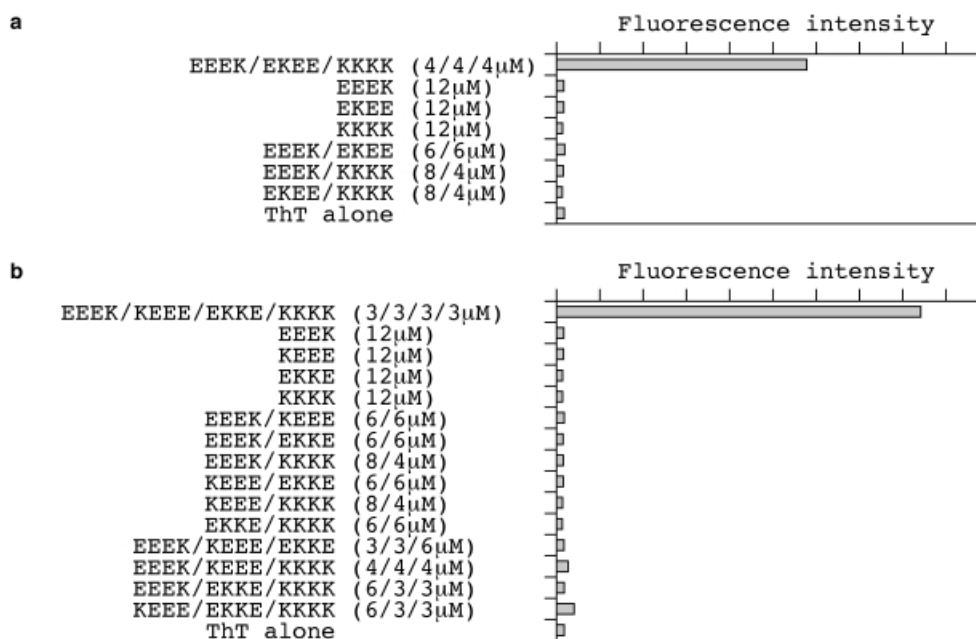 a
Fluorescence intensity
EEEK/EKEE/KKKK (4/4/4μM)
EEEK (12μM)
EKEE (12μM)
KKKK (12μM)
EEEK/EKEE (6/6μM)
EEEK/KKKK (8/4μM)
EKEE/KKKK (8/4μM)
ThT alone
b
Fluorescence intensity
EEEK/KEEE/EKKE/KKKK (3/3/3/3μM)
EEEK (12μM)
KEEE (12μM)
EKKE (12μM)
KKKK (12μM)
EEEK/KEEE (6/6μM)
EEEK/EKKE (6/6μM)
EEEK/KKKK (8/4μM)
KEEE/EKKE (6/6μM)
KEEE/KKKK (8/4μM)
EKKE/KKKK (6/6μM)
EEEK/KEEE/EKKE (3/3/6μM)
EEEK/KEEE/KKKK (4/4/4μM)
EEEK/EKKE/KKKK (6/3/3μM)
KEEE/EKKE/KKKK (6/3/3μM)
ThT alone